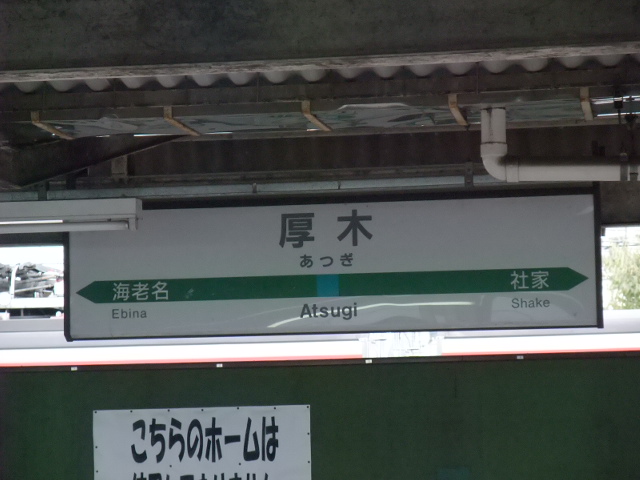 厚木
あつぎ
海老名 社家
Ebina Atsugi Shake
こちらのホームは